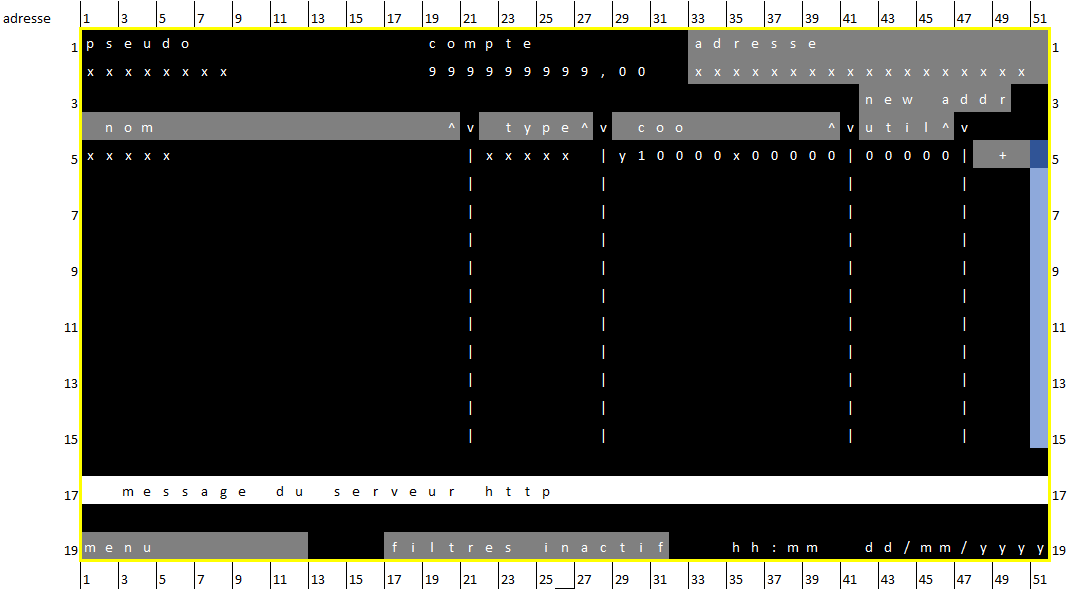 adresse 1 3 5 7 9 11 13 15 17 19 21 23 25 27 29 31 33 35 37 39 41 43 45 47 49 51
1 pseudo compte adresse 1
xxxxxxxx 999999999,00 xxxxxxxxxxxxxxxxxx
3 new addr 3
nom ^ v type ^ v coo ^ v util ^ v
5 xxxxx | xxxxx | y10000x00000 | 00000 | + 5
| | | |
7 | | | | 7
| | | |
9 | | | | 9
| | | |
11 | | | | 11
| | | |
13 | | | | 13
| | | |
15 | | | | 15
17 message du serveur http 17
19 menu filtres inactif hh:mm dd/mm/yyyy 19
1 3 5 7 9 11 13 15 17 19 21 23 25 27 29 31 33 35 37 39 41 43 45 47 49 51